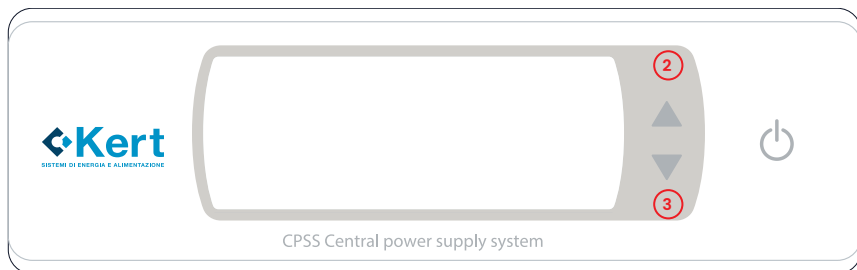 2
Kert
SISTEMI DI ENERGIA E ALIMENTAZIONE
3
CPSS Central power supply system